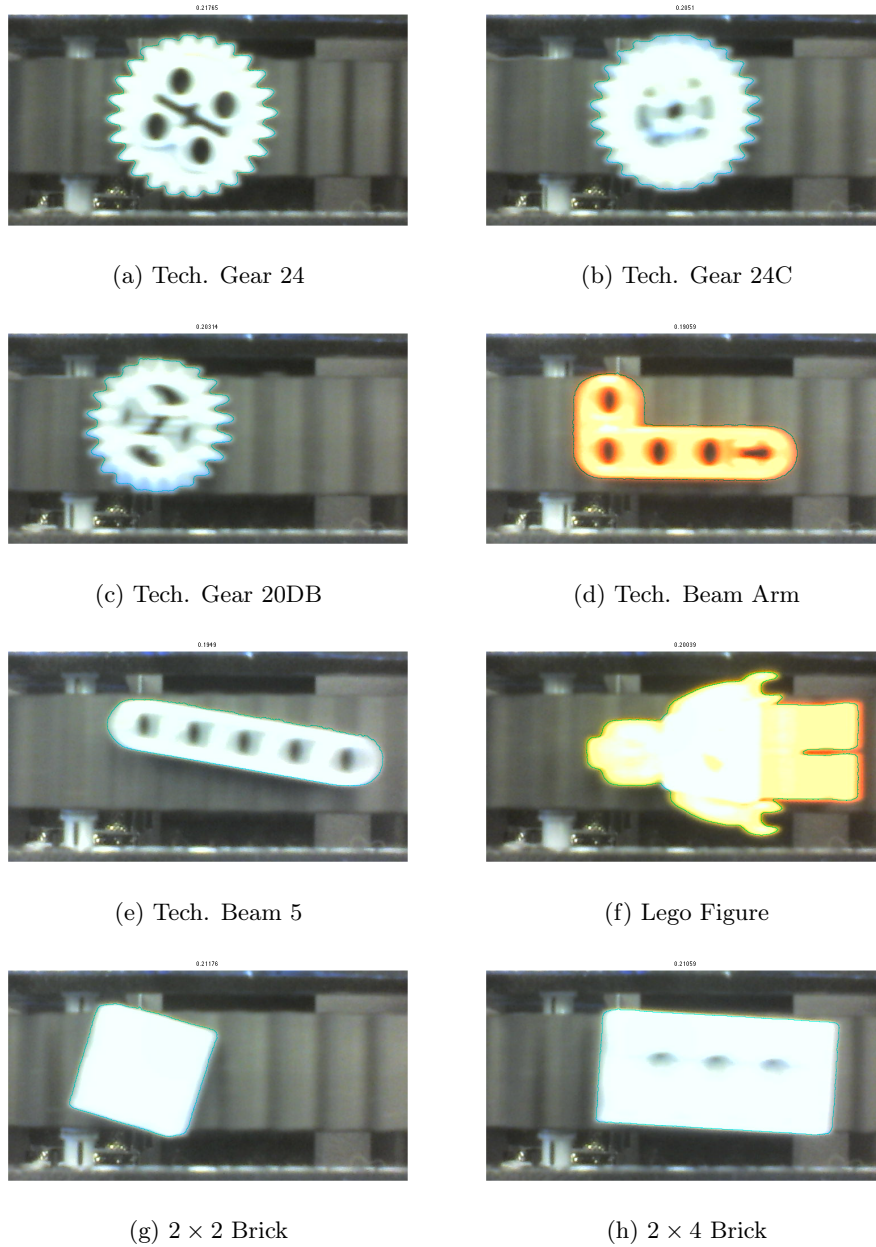 0.21765
0.2051
(a) Tech. Gear 24
(b) Tech. Gear 24C
0.20314
0.19059
(c) Tech. Gear 20DB
(d) Tech. Beam Arm
0.1949
0.20039
(e) Tech. Beam 5
(f) Lego Figure
0.21176
0.21059
(g) 2 × 2 Brick
(h) 2 × 4 Brick